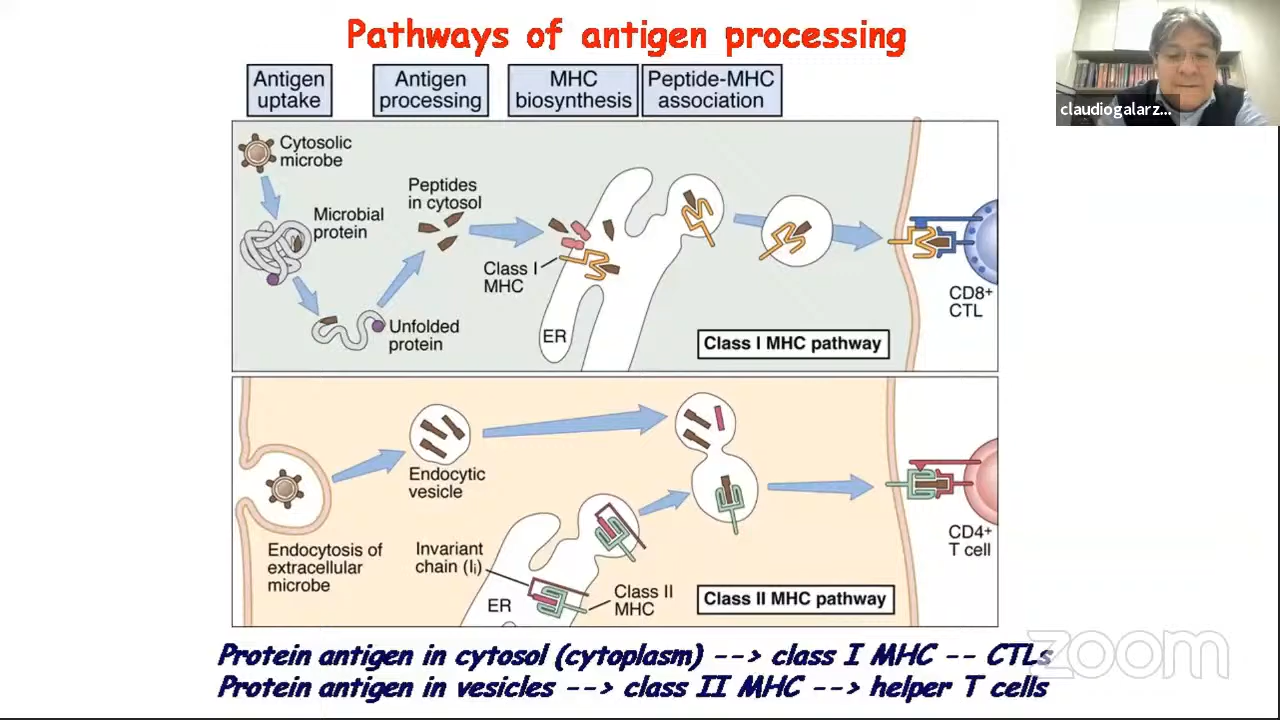 Pathways of antigen processing
claudiogalarz...
Antigen
uptake
Antigen
processing
MHC
biosynthesis
Peptide-MHC
association
Cytosolic
microbe
Microbial
protein
Peptides
in cytosol
Class I
MHC
Unfolded
protein
ER
CD8+
CTL
Class I MHC pathway
Endocytic
vesicle
Endocytosis of
extracellular
microbe
Invariant
chain (Ii)
ER
Class II
MHC
CD4+
T cell
Class II MHC pathway
Protein antigen in cytosol (cytoplasm) --> class I MHC -- CTLs
Protein antigen in vesicles --> class II MHC --> helper T cells
zoom